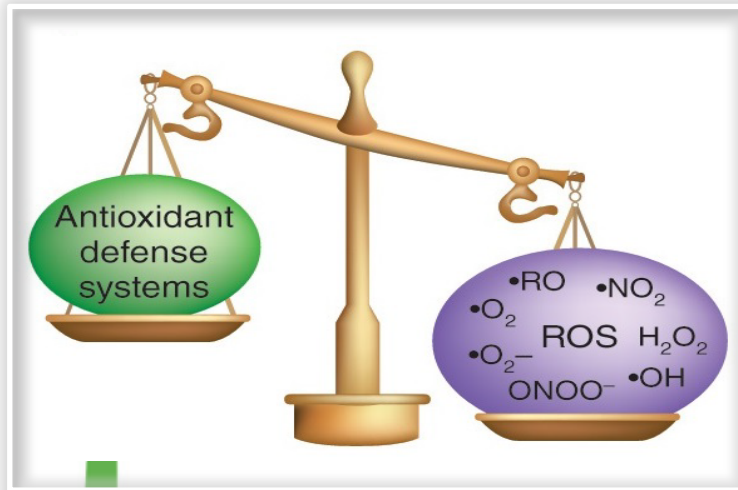 Antioxidant
defense
systems
•RO
•NO₂
•O₂
ROS
H₂O₂
•O₂–
•OH
ONOO⁻